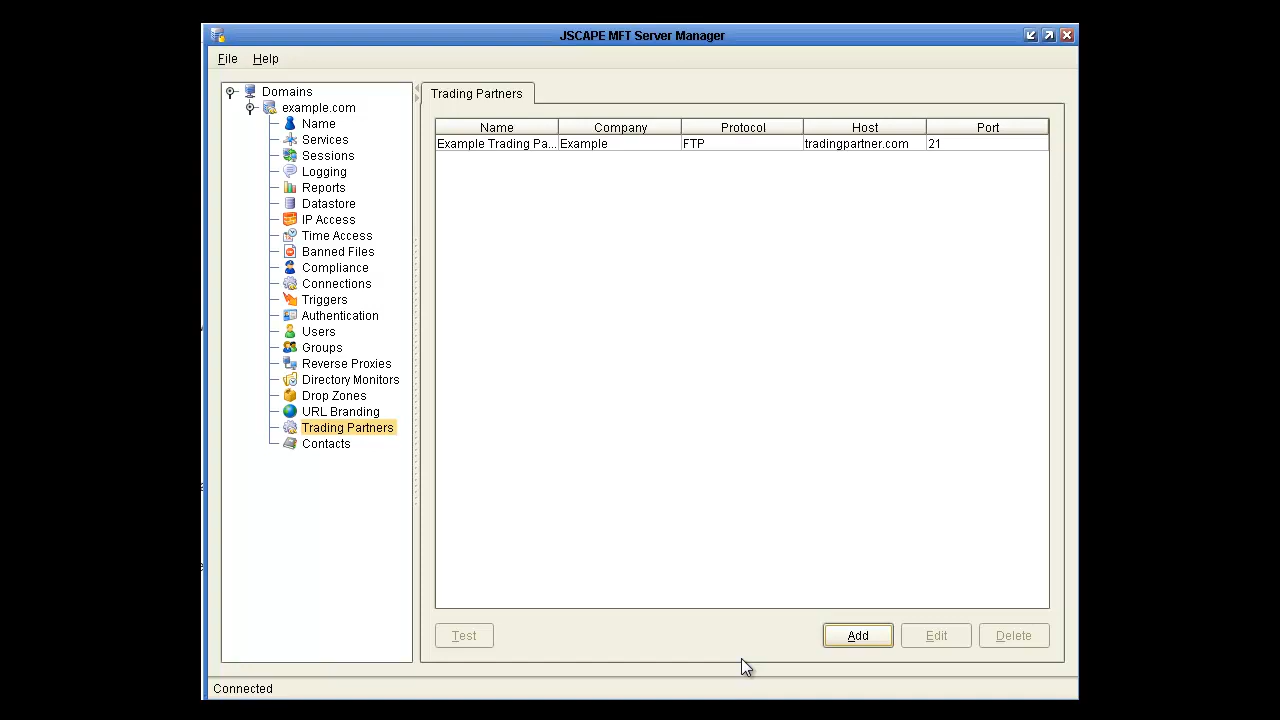 JSCAPE MFT Server Manager
File Help
Domains
example.com
Name
Services
Sessions
Logging
Reports
Datastore
IP Access
Time Access
Banned Files
Compliance
Connections
Triggers
Authentication
Users
Groups
Reverse Proxies
Directory Monitors
Drop Zones
URL Branding
Trading Partners
Contacts
Trading Partners
Name Company Protocol Host Port
Example Trading Pa... Example FTP tradingpartner.com 21
Test Add Edit Delete
Connected